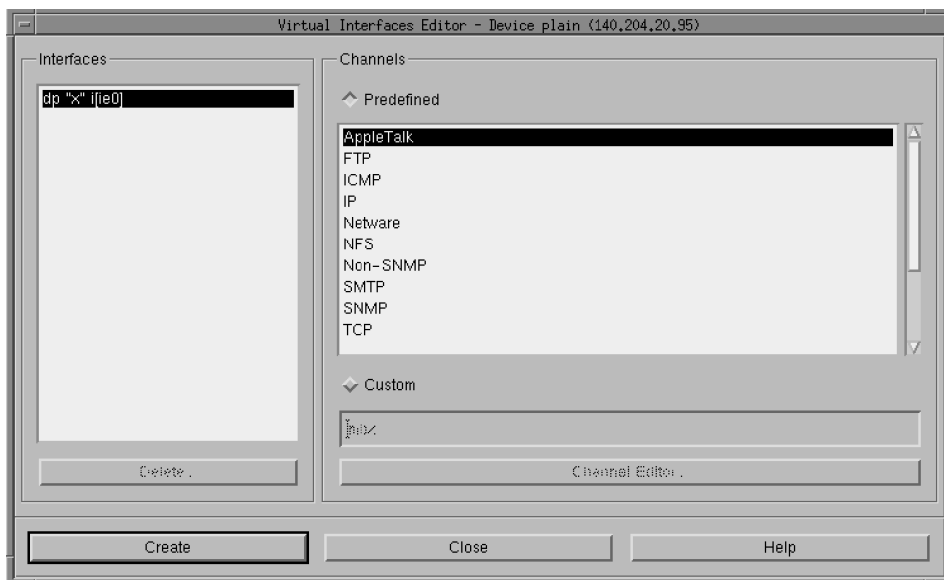 Virtual Interfaces Editor - Device plain (140.204.20.95)
Interfaces
dp "x" i[ie0]
Delete...
Channels
Predefined
AppleTalk
FTP
ICMP
IP
Netware
NFS
Non-SNMP
SMTP
SNMP
TCP
Custom
Channel Editor...
Create
Close
Help